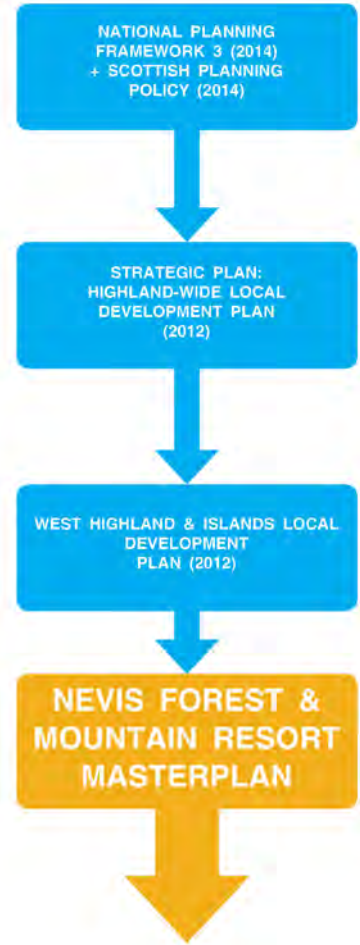 NATIONAL PLANNING
FRAMEWORK 3 (2014)
+ SCOTTISH PLANNING
POLICY (2014)
STRATEGIC PLAN:
HIGHLAND-WIDE LOCAL
DEVELOPMENT PLAN
(2012)
WEST HIGHLAND & ISLANDS LOCAL
DEVELOPMENT
PLAN (2012)
NEVIS FOREST &
MOUNTAIN RESORT
MASTERPLAN